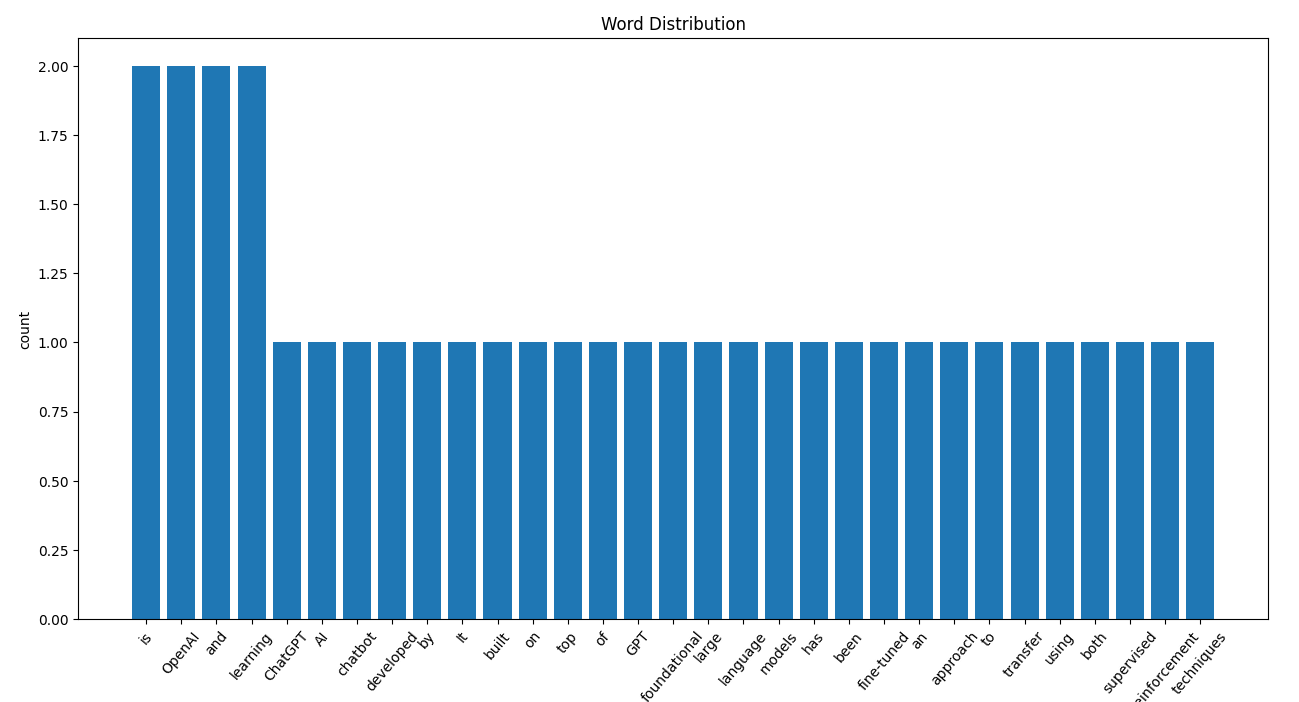 Word Distribution
count
2.00
1.75
1.50
1.25
1.00
0.75
0.50
0.25
0.00
is
OpenAI
and
learning
ChatGPT
AI
chatbot
developed
by
It
built
on
top
of
GPT
foundational
large
language
models
has
been
fine-tuned
an
approach
to
transfer
using
both
supervised
einforcement
techniques